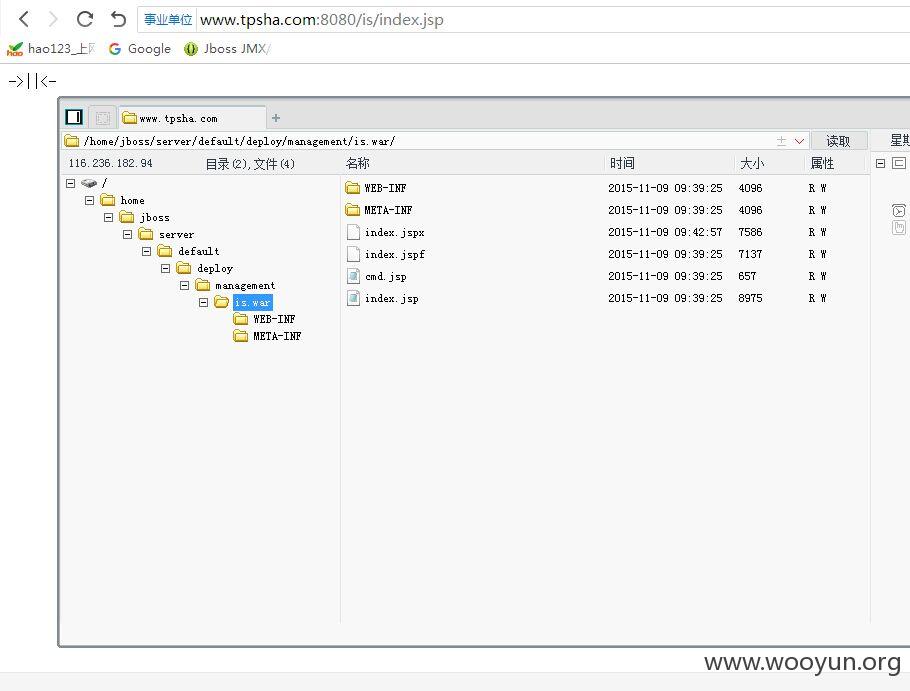 事业单位 www.tpsha.com:8080/is/index.jsp
hao123_上 Google Jboss JMX/
->||<-
www.tpsha.com +
/home/jboss/server/default/deploy/management/is.war/ 读取 星期
116.236.182.94 目录(2),文件(4) 名称 时间 大小 属性
/
home
jboss
server
default
deploy
management
is.war
WEB-INF
META-INF
WEB-INF 2015-11-09 09:39:25 4096 R W
META-INF 2015-11-09 09:39:25 4096 R W
index.jspx 2015-11-09 09:42:57 7586 R W
index.jspf 2015-11-09 09:39:25 7137 R W
cmd.jsp 2015-11-09 09:39:25 657 R W
index.jsp 2015-11-09 09:39:25 8975 R W
www.wooyun.org